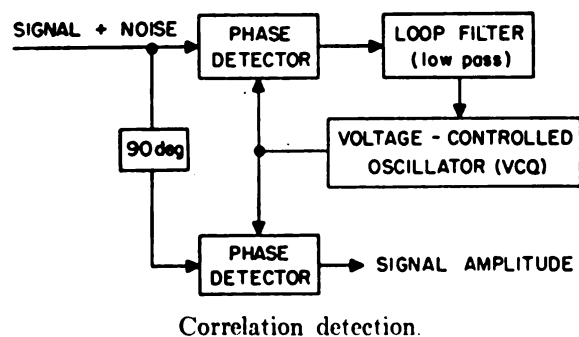 SIGNAL + NOISE
PHASE
DETECTOR
LOOP FILTER
(low pass)
90 deg
VOLTAGE - CONTROLLED
OSCILLATOR (VCQ)
PHASE
DETECTOR
SIGNAL AMPLITUDE
Correlation detection.